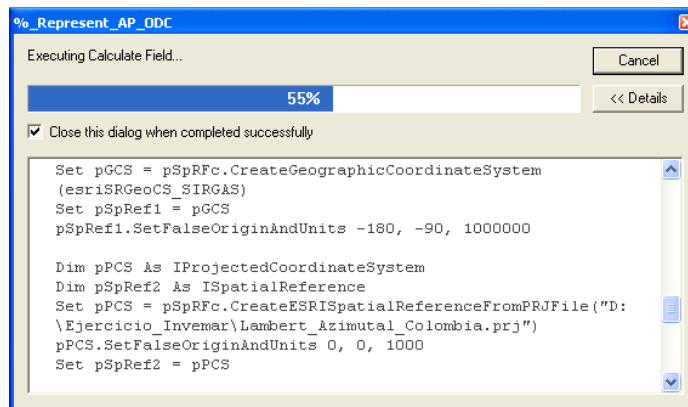 %_Represent_AP_ODC
Executing Calculate Field...
Cancel
55%
<< Details
Close this dialog when completed successfully
Set pGCS = pSpRFc.CreateGeographicCoordinateSystem
(esriSRGeoCS_SIRGAS)
Set pSpRef1 = pGCS
pSpRef1.SetFalseOriginAndUnits -180, -90, 1000000
Dim pPCS As IProjectedCoordinateSystem
Dim pSpRef2 As ISpatialReference
Set pPCS = pSpRFc.CreateESRISpatialReferenceFromPRJFile("D:
\Ejercicio_Invemar\Lambert_Azimutal_Colombia.prj")
pPCS.SetFalseOriginAndUnits 0, 0, 1000
Set pSpRef2 = pPCS